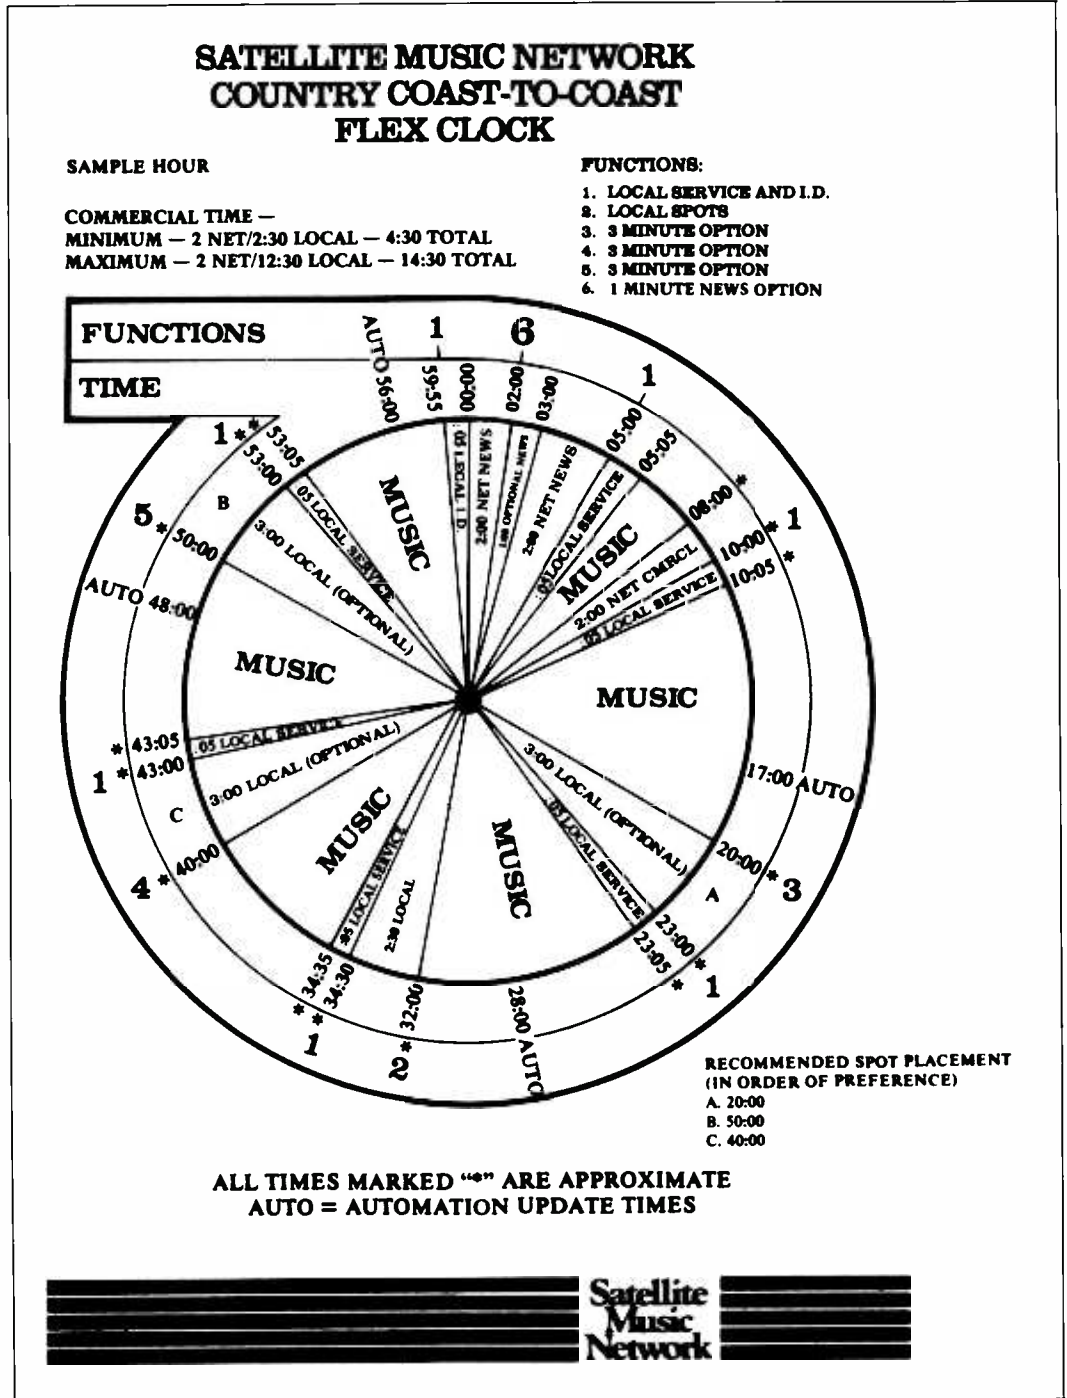 SATELLITE MUSIC NETWORK
COUNTRY COAST-TO-COAST
FLEX CLOCK
SAMPLE HOUR
COMMERCIAL TIME —
MINIMUM — 2 NET/2:30 LOCAL — 4:30 TOTAL
MAXIMUM — 2 NET/12:30 LOCAL — 14:30 TOTAL
FUNCTIONS:
1. LOCAL SERVICE AND I.D.
2. LOCAL SPOTS
3. 3 MINUTE OPTION
4. 3 MINUTE OPTION
5. 3 MINUTE OPTION
6. 1 MINUTE NEWS OPTION
FUNCTIONS
TIME
AUTO 56:00
1
59:55
00:00
6
02:00
03:00
1
05:00
05:05
08:00 *
10:00 * 1
10:05 *
17:00 AUTO
20:00 * 3
A
23:00 * 1
23:05 *
28:00 AUTO
32:00 * 2
34:30 * 1
34:35 *
40:00 * 4
C
43:00 * 1
43:05 *
AUTO 48:00
50:00 * 5
B
53:00 * 1
53:05 *
:05 LOCAL I.D.
2:00 NET NEWS
1:00 OPTIONAL NEWS
2:00 NET NEWS
:05 LOCAL SERVICE
MUSIC
2:00 NET CMRCL
:05 LOCAL SERVICE
MUSIC
3:00 LOCAL (OPTIONAL)
:05 LOCAL SERVICE
MUSIC
2:30 LOCAL
:05 LOCAL SERVICE
MUSIC
3:00 LOCAL (OPTIONAL)
:05 LOCAL SERVICE
MUSIC
3:00 LOCAL (OPTIONAL)
:05 LOCAL SERVICE
MUSIC
RECOMMENDED SPOT PLACEMENT
(IN ORDER OF PREFERENCE)
A. 20:00
B. 50:00
C. 40:00
ALL TIMES MARKED "*" ARE APPROXIMATE
AUTO = AUTOMATION UPDATE TIMES
Satellite
Music
Network